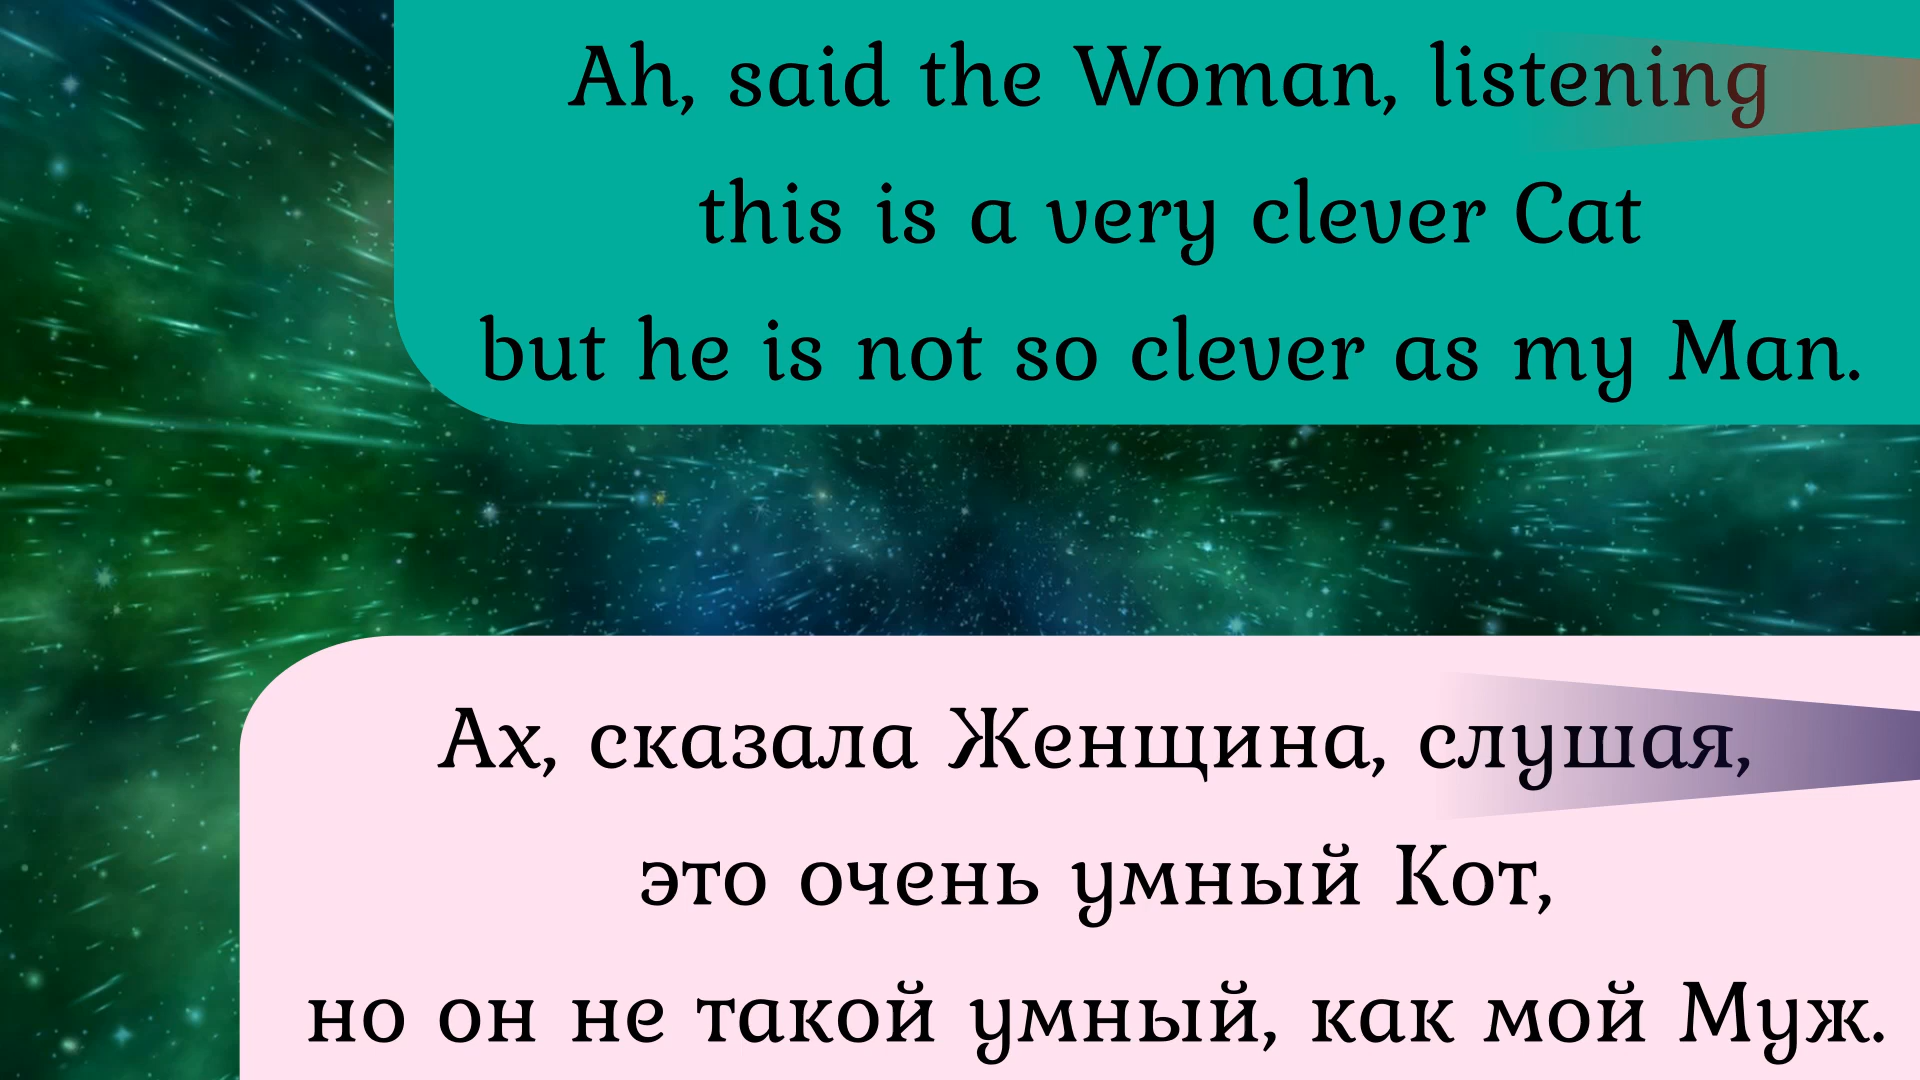 Ah, said the Woman, listening
this is a very clever Cat
but he is not so clever as my Man.
Ах, сказала Женщина, слушая,
это очень умный Кот,
но он не такой умный, как мой Муж.